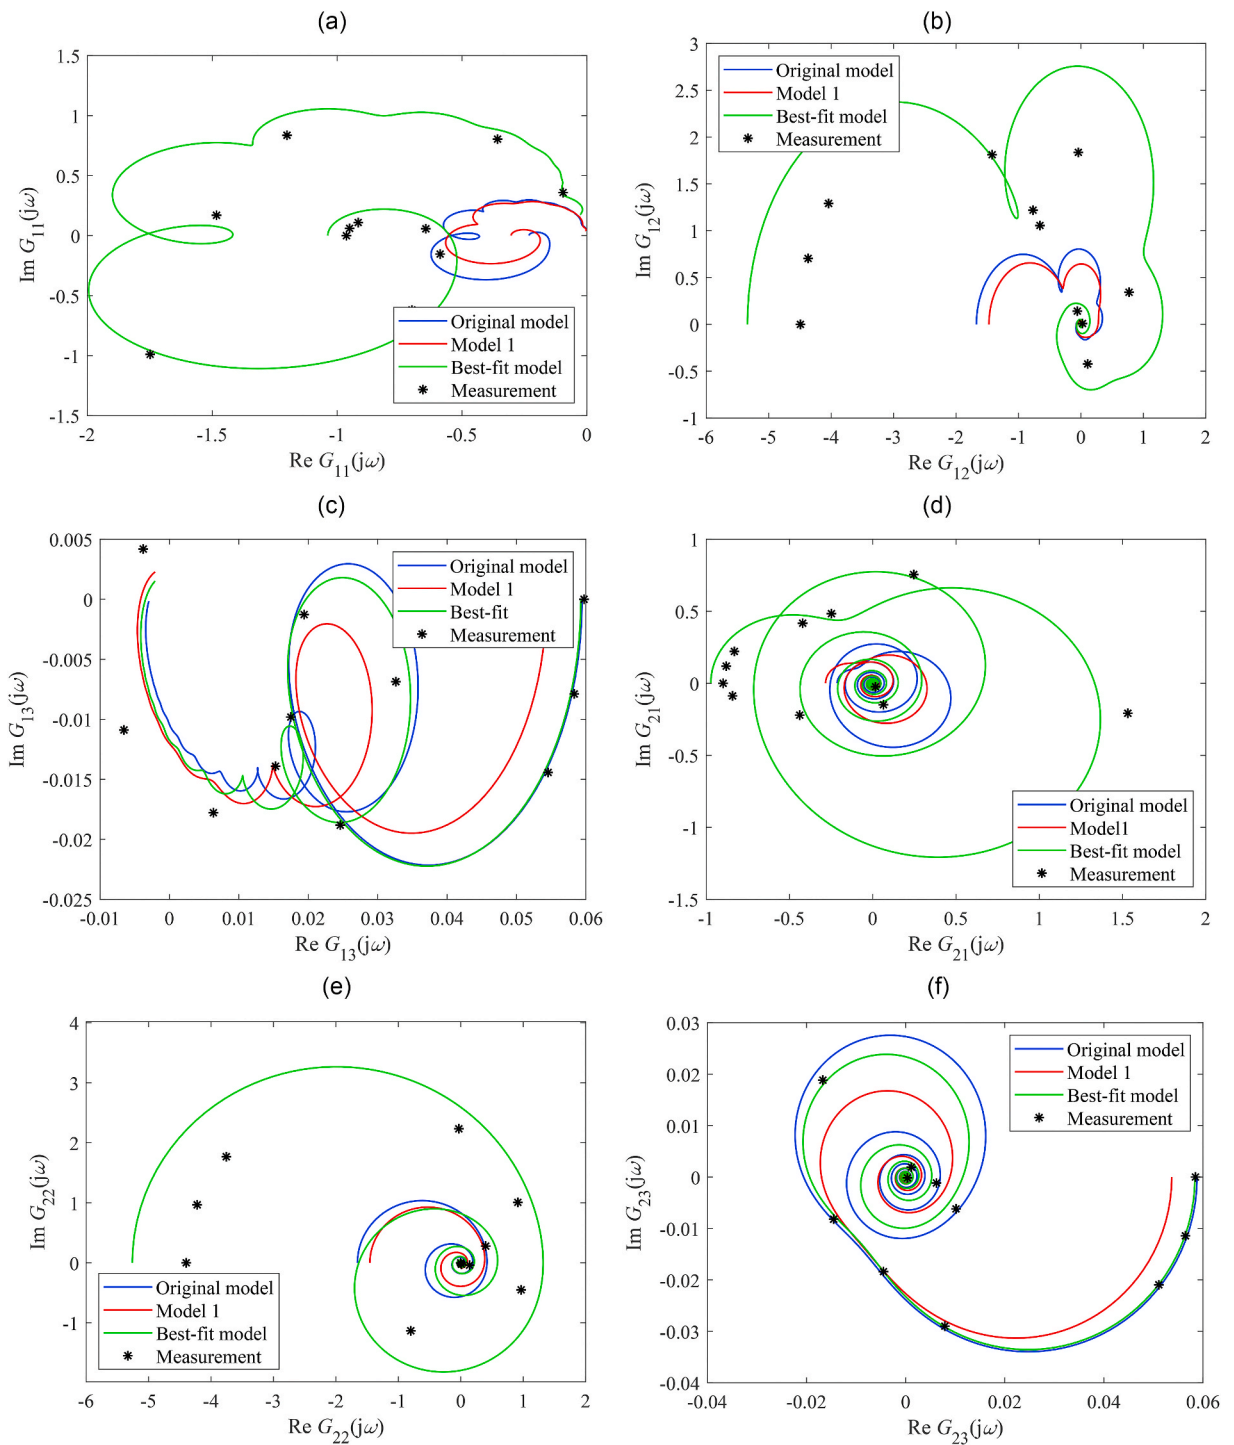 (a)
1.5
1
0.5
0
-0.5
-1
-1.5
-2
-1.5
-1
-0.5
0
Im G11(jω)
Re G11(jω)
Original model
Model 1
Best-fit model
Measurement
(b)
3
2.5
2
1.5
1
0.5
0
-0.5
-1
-6
-5
-4
-3
-2
-1
0
1
2
Im G12(jω)
Re G12(jω)
Original model
Model 1
Best-fit model
Measurement
(c)
0.005
0
-0.005
-0.01
-0.015
-0.02
-0.025
-0.01
0
0.01
0.02
0.03
0.04
0.05
0.06
Im G13(jω)
Re G13(jω)
Original model
Model 1
Best-fit
Measurement
(d)
1
0.5
0
-0.5
-1
-1.5
-1
-0.5
0
0.5
1
1.5
2
Im G21(jω)
Re G21(jω)
Original model
Model1
Best-fit model
Measurement
(e)
4
3
2
1
0
-1
-6
-5
-4
-3
-2
-1
0
1
2
Im G22(jω)
Re G22(jω)
Original model
Model 1
Best-fit model
Measurement
(f)
0.03
0.02
0.01
0
-0.01
-0.02
-0.03
-0.04
-0.04
-0.02
0
0.02
0.04
0.06
Im G23(jω)
Re G23(jω)
Original model
Model 1
Best-fit model
Measurement